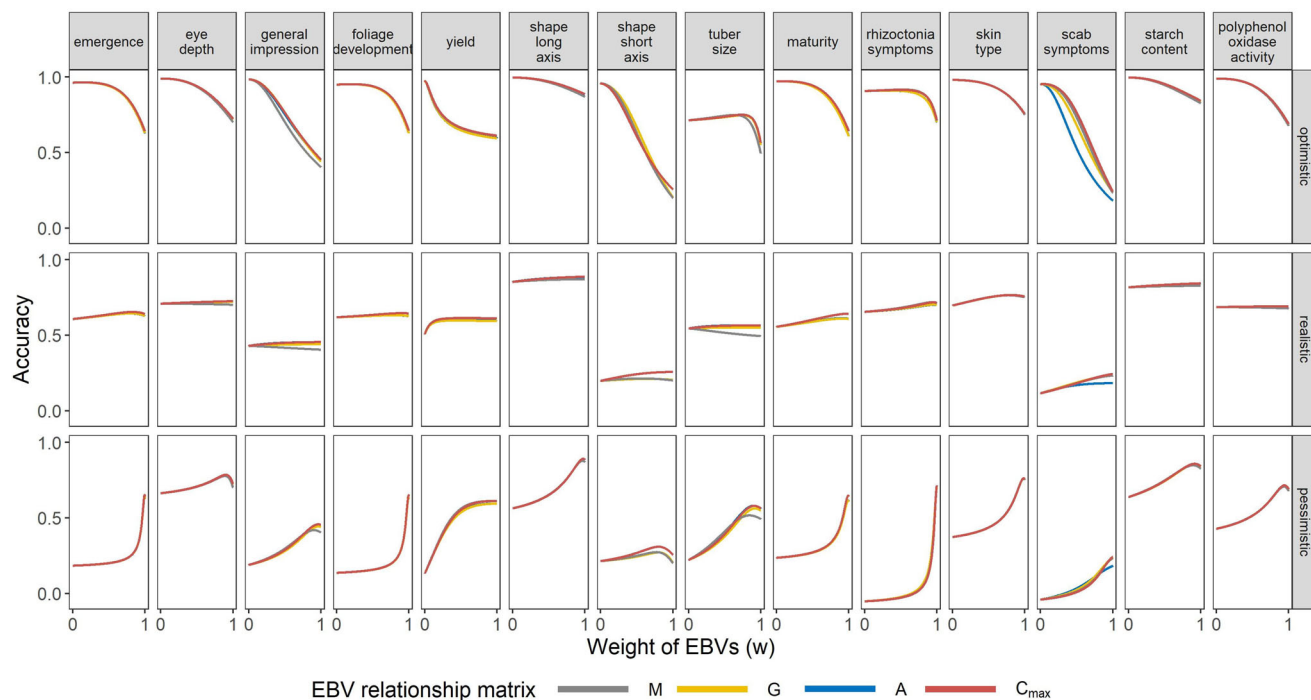 emergence
eye
depth
general
impression
foliage
development
yield
shape
long
axis
shape
short
axis
tuber
size
maturity
rhizoctonia
symptoms
skin
type
scab
symptoms
starch
content
polyphenol
oxidase
activity
1.0
0.5
0.0
optimistic
1.0
0.5
0.0
realistic
1.0
0.5
0.0
pessimistic
Accuracy
0 1 0 1 0 1 0 1 0 1 0 1 0 1 0 1 0 1 0 1 0 1 0 1 0 1 0 1
Weight of EBVs (w)
EBV relationship matrix M G A Cmax